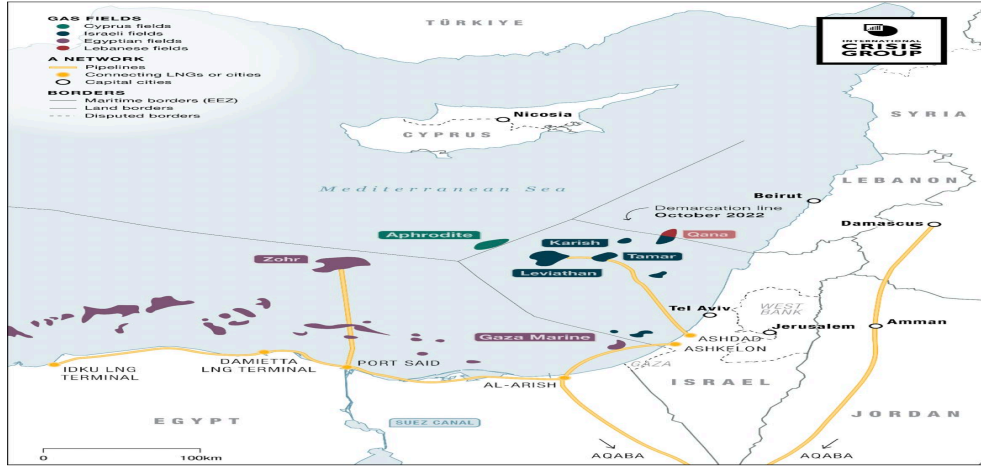 GAS FIELDS
Cyprus fields
Israeli fields
Egyptian fields
Lebanese fields
A NETWORK
Pipelines
Connecting LNGs or cities
Capital cities
BORDERS
Maritime borders (EEZ)
Land borders
Disputed borders
TÜRKIYE
INTERNATIONAL
CRISIS
GROUP
Nicosia
CYPRUS
SYRIA
Mediterranean Sea
LEBANON
Beirut
Demarcation line
October 2022
Damascus
Aphrodite
Karish
Qana
Zohr
Tamar
Leviathan
Tel Aviv
WEST
BANK
Jerusalem
Amman
Gaza Marine
ASHDAD
ASHKELON
GAZA
IDKU LNG
TERMINAL
DAMIETTA
LNG TERMINAL
PORT SAID
AL-ARISH
ISRAEL
EGYPT
SUEZ CANAL
JORDAN
0
100km
AQABA
AQABA